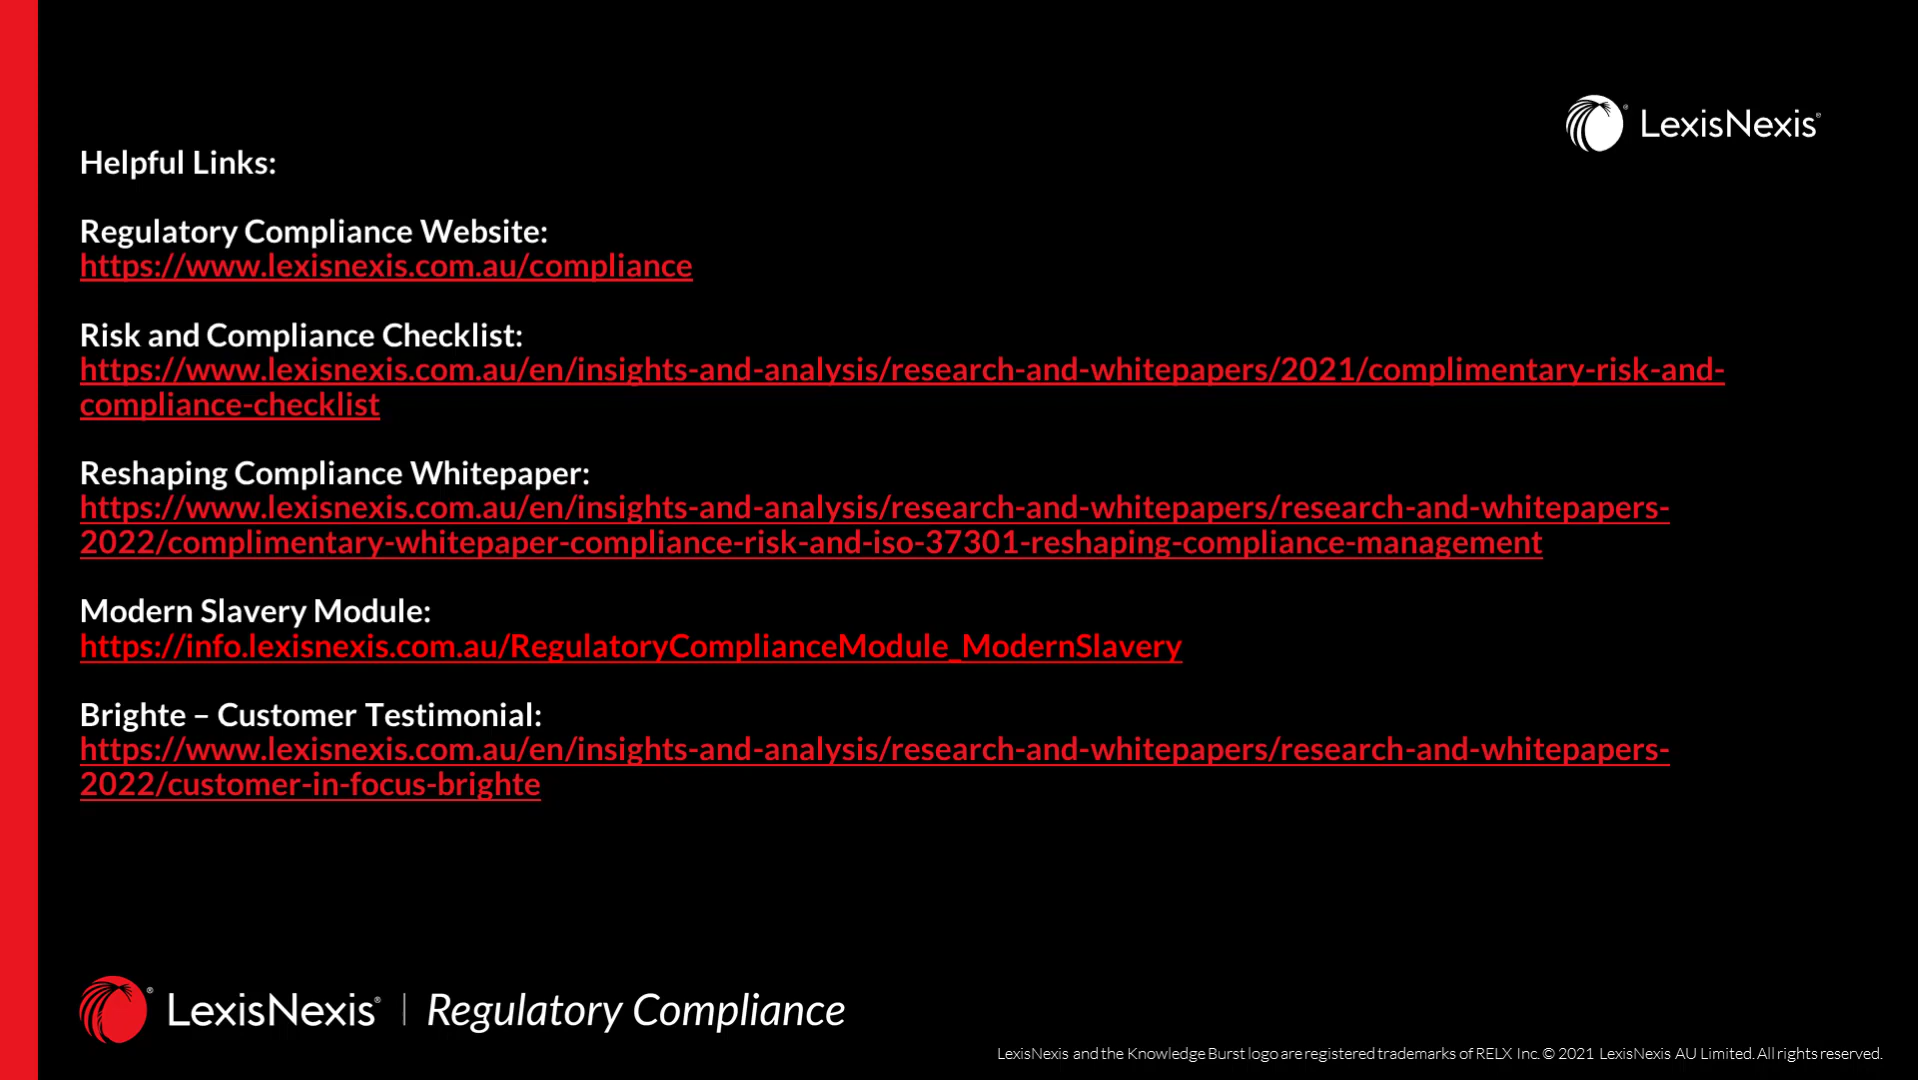 LexisNexis®
Helpful Links:
Regulatory Compliance Website:
https://www.lexisnexis.com.au/compliance
Risk and Compliance Checklist:
https://www.lexisnexis.com.au/en/insights-and-analysis/research-and-whitepapers/2021/complimentary-risk-and-
compliance-checklist
Reshaping Compliance Whitepaper:
https://www.lexisnexis.com.au/en/insights-and-analysis/research-and-whitepapers/research-and-whitepapers-
2022/complimentary-whitepaper-compliance-risk-and-iso-37301-reshaping-compliance-management
Modern Slavery Module:
https://info.lexisnexis.com.au/RegulatoryComplianceModule_ModernSlavery
Brighte – Customer Testimonial:
https://www.lexisnexis.com.au/en/insights-and-analysis/research-and-whitepapers/research-and-whitepapers-
2022/customer-in-focus-brighte
LexisNexis® | Regulatory Compliance
LexisNexis and the Knowledge Burst logo are registered trademarks of RELX Inc. © 2021 LexisNexis AU Limited. All rights reserved.